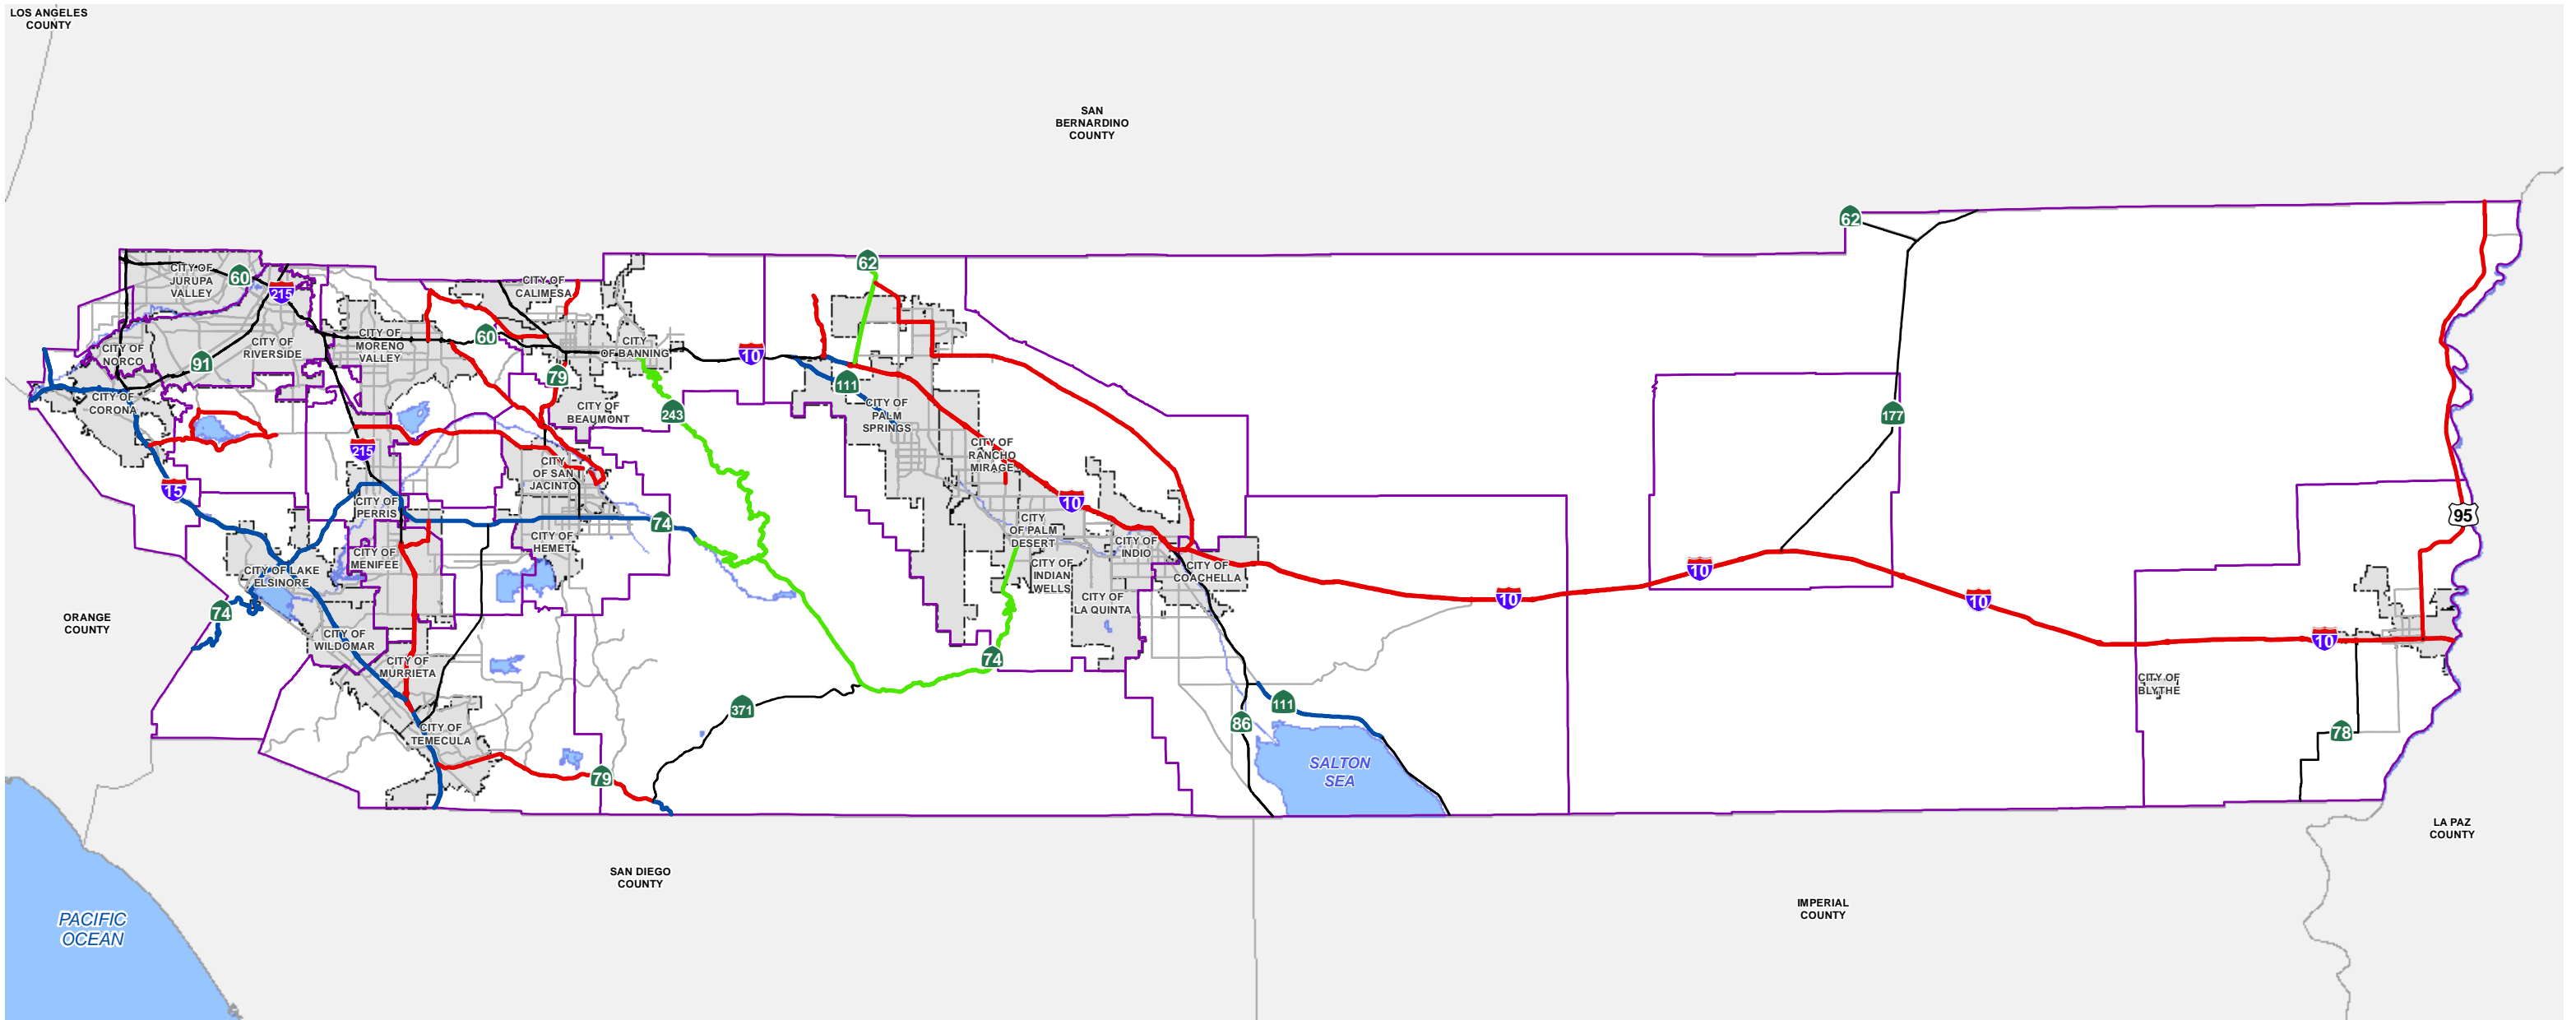 LOS ANGELES
COUNTY
SAN
BERNARDINO
COUNTY
62
62
CITY OF
JURUPA
VALLEY
60
215
CITY OF
CALIMESA
CITY OF
NORCO
91
CITY OF
RIVERSIDE
CITY OF
MORENO
VALLEY
60
CITY
OF BANNING
10
79
111
CITY OF
CORONA
CITY OF
BEAUMONT
243
CITY OF
PALM
SPRINGS
177
215
CITY OF
RANCHO
MIRAGE
15
CITY
OF SAN
JACINTO
CITY OF
PERRIS
10
74
95
CITY OF
HEMET
CITY
OF PALM
DESERT
CITY OF
INDIO
CITY OF
MENIFEE
CITY OF LAKE
ELSINORE
CITY OF
INDIAN
WELLS
CITY OF
COACHELLA
10
10
10
CITY OF
LA QUINTA
ORANGE
COUNTY
74
CITY OF
WILDOMAR
10
74
CITY OF
MURRIETA
CITY OF
BLYTHE
371
111
86
78
CITY OF
TEMECULA
79
SALTON
SEA
LA PAZ
COUNTY
SAN DIEGO
COUNTY
IMPERIAL
COUNTY
PACIFIC
OCEAN